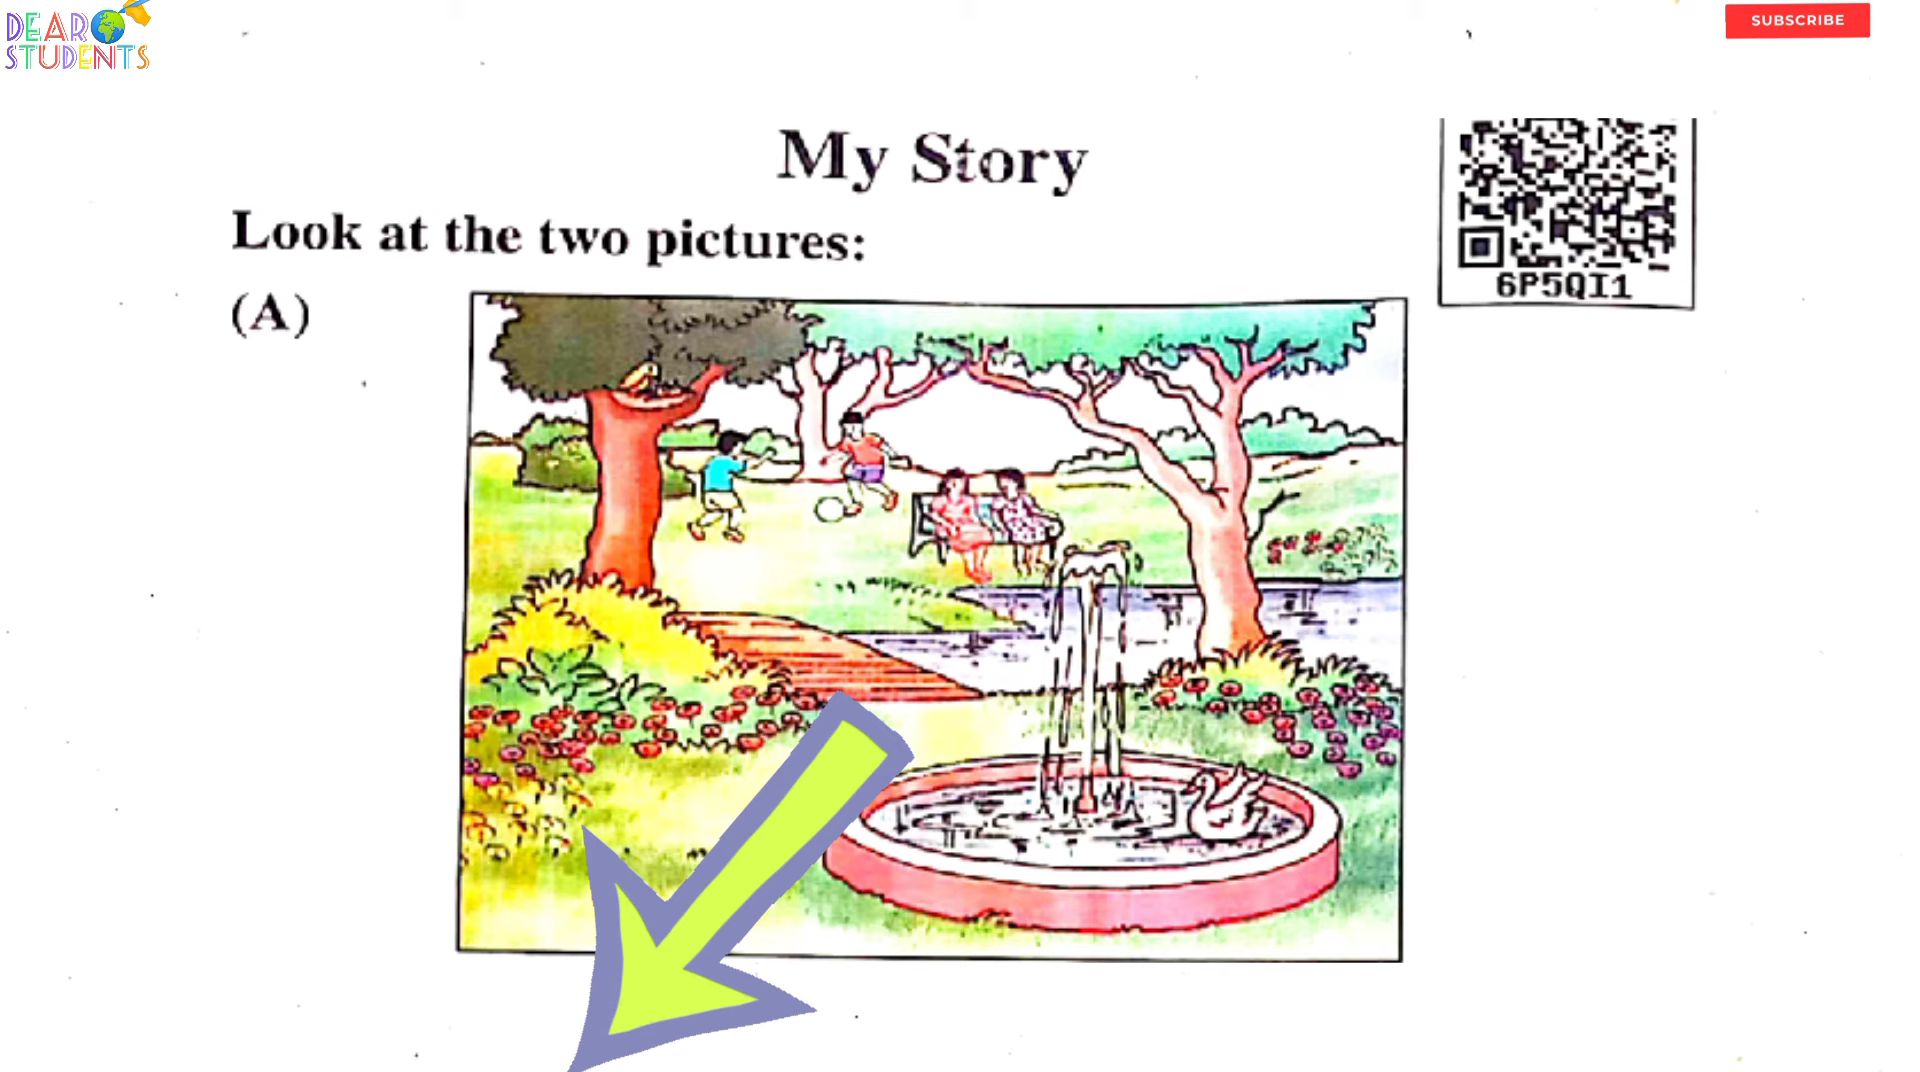 DEAR
STUDENTS
SUBSCRIBE
My Story
Look at the two pictures:
(A)
6P5QI1